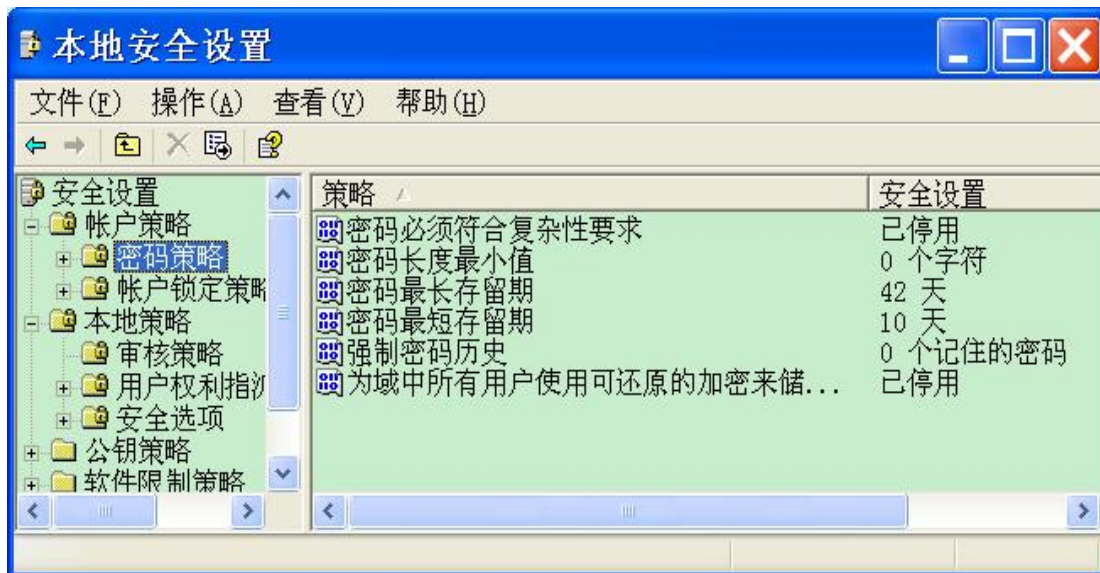 本地安全设置
文件(F) 操作(A) 查看(V) 帮助(H)
安全设置
帐户策略
密码策略
帐户锁定策略
本地策略
审核策略
用户权利指派
安全选项
公钥策略
软件限制策略
策略 安全设置
密码必须符合复杂性要求 已停用
密码长度最小值 0 个字符
密码最长存留期 42 天
密码最短存留期 10 天
强制密码历史 0 个记住的密码
为域中所有用户使用可还原的加密来储... 已停用